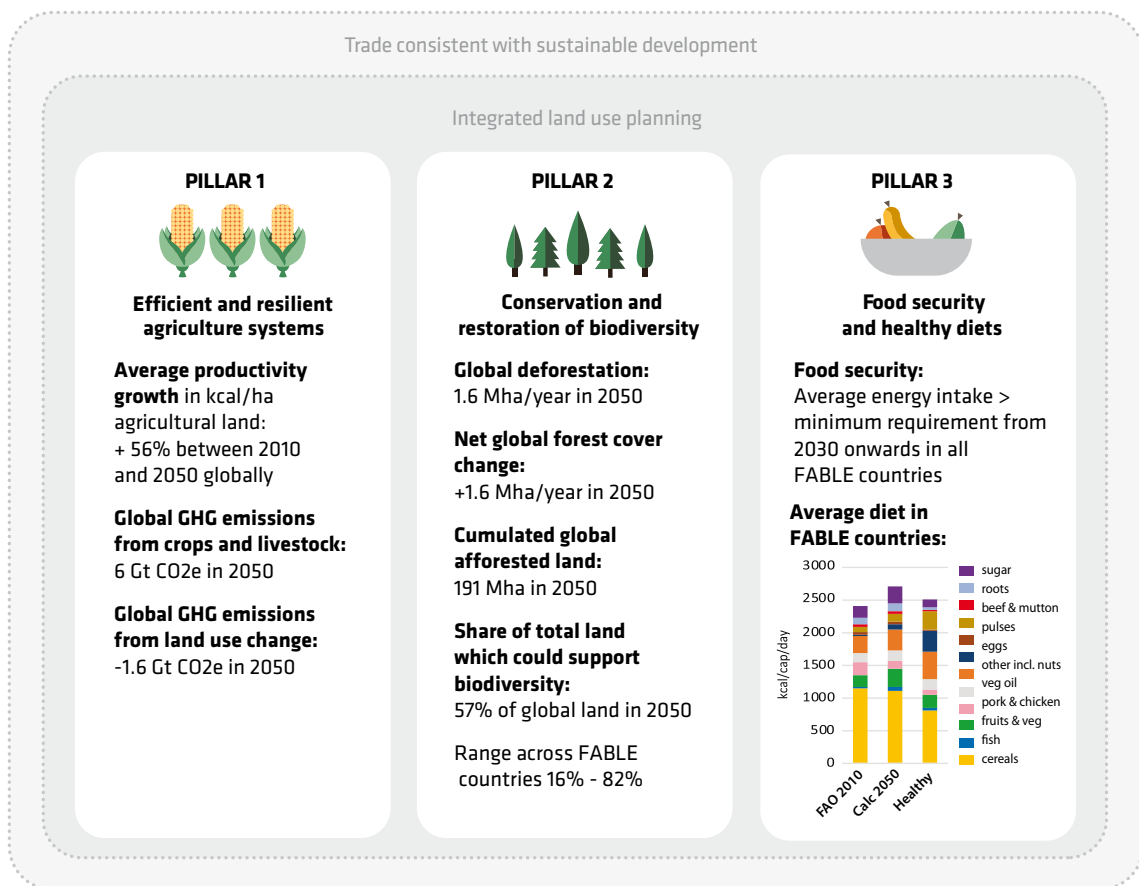 Trade consistent with sustainable development
Integrated land use planning
PILLAR 1
Efficient and resilient
agriculture systems
Average productivity
growth in kcal/ha
agricultural land:
+ 56% between 2010
and 2050 globally
Global GHG emissions
from crops and livestock:
6 Gt CO2e in 2050
Global GHG emissions
from land use change:
-1.6 Gt CO2e in 2050
PILLAR 2
Conservation and
restoration of biodiversity
Global deforestation:
1.6 Mha/year in 2050
Net global forest cover
change:
+1.6 Mha/year in 2050
Cumulated global
afforested land:
191 Mha in 2050
Share of total land
which could support
biodiversity:
57% of global land in 2050
Range across FABLE
countries 16% - 82%
PILLAR 3
Food security
and healthy diets
Food security:
Average energy intake >
minimum requirement from
2030 onwards in all
FABLE countries
Average diet in
FABLE countries:
kcal/cap/day
3000
2500
2000
1500
1000
500
0
FAO 2010
Calc 2050
Healthy
sugar
roots
beef & mutton
pulses
eggs
other incl. nuts
veg oil
pork & chicken
fruits & veg
fish
cereals